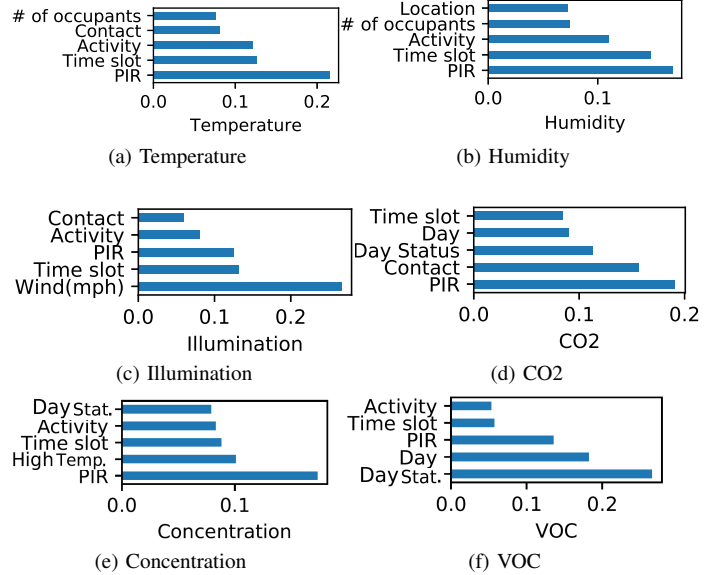 # of occupants
Contact
Activity
Time slot
PIR
0.0 0.1 0.2
Temperature
(a) Temperature
Location
# of occupants
Activity
Time slot
PIR
0.0 0.1
Humidity
(b) Humidity
Contact
Activity
PIR
Time slot
Wind(mph)
0.0 0.1 0.2
Illumination
(c) Illumination
Time slot
Day
Day Status
Contact
PIR
0.0 0.1 0.2
CO2
(d) CO2
Day Stat.
Activity
Time slot
High Temp.
PIR
0.0 0.1
Concentration
(e) Concentration
Activity
Time slot
PIR
Day
Day Stat.
0.0 0.1 0.2
VOC
(f) VOC